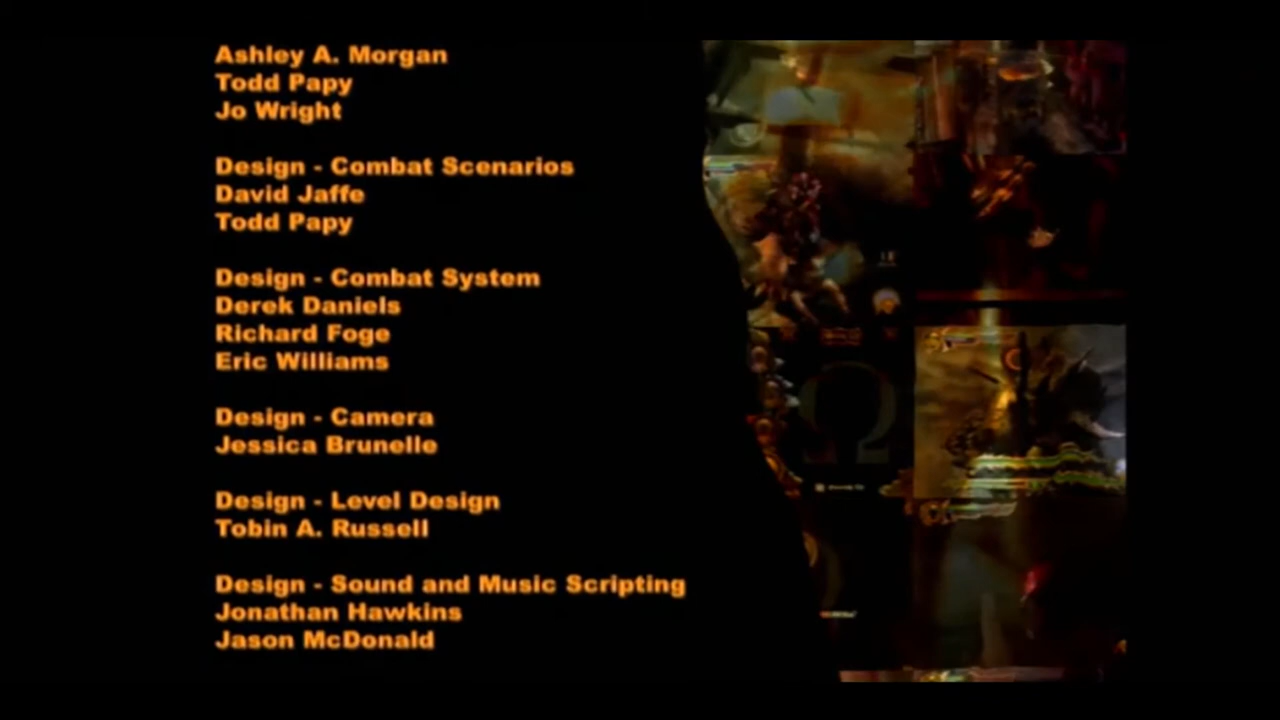 Ashley A. Morgan
Todd Papy
Jo Wright
Design - Combat Scenarios
David Jaffe
Todd Papy
Design - Combat System
Derek Daniels
Richard Foge
Eric Williams
Design - Camera
Jessica Brunelle
Design - Level Design
Tobin A. Russell
Design - Sound and Music Scripting
Jonathan Hawkins
Jason McDonald
Ω